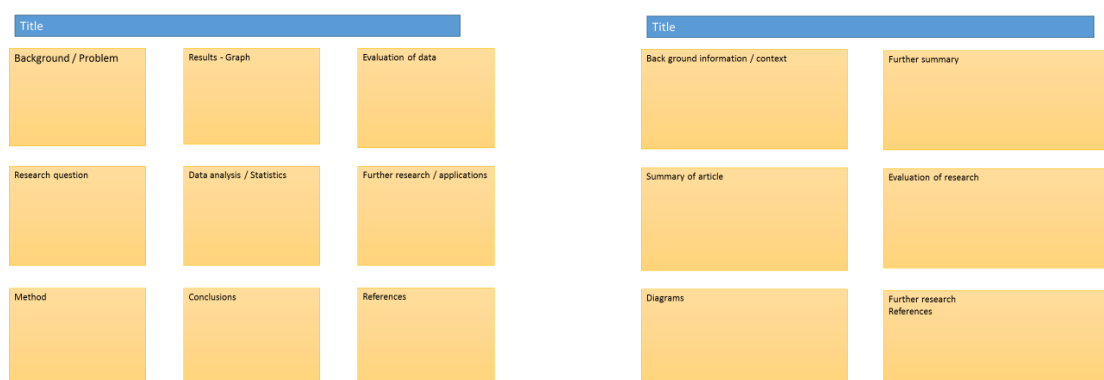 Title
Background / Problem
Results - Graph
Evaluation of data
Research question
Data analysis / Statistics
Further research / applications
Method
Conclusions
References
Title
Back ground information / context
Further summary
Summary of article
Evaluation of research
Diagrams
Further research
References